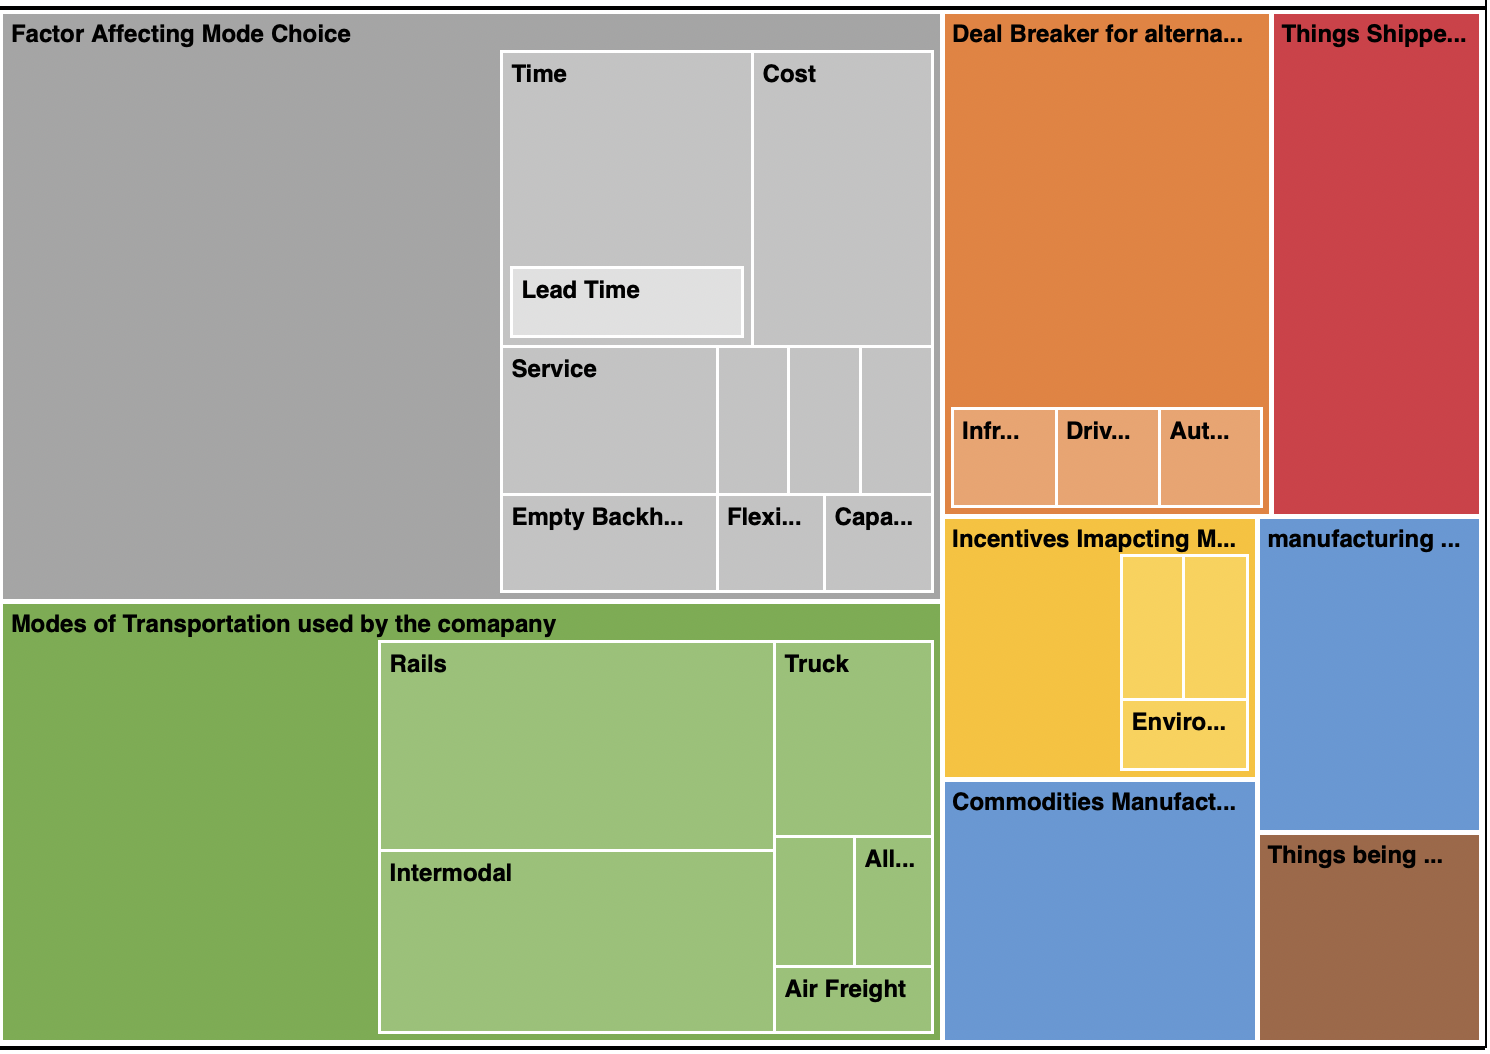 Factor Affecting Mode Choice
Time
Cost
Lead Time
Service
Empty Backh...
Flexi...
Capa...
Modes of Transportation used by the comapany
Rails
Truck
Intermodal
All...
Air Freight
Deal Breaker for alterna...
Infr...
Driv...
Aut...
Things Shippe...
Incentives Imapcting M...
Enviro...
manufacturing ...
Commodities Manufact...
Things being ...